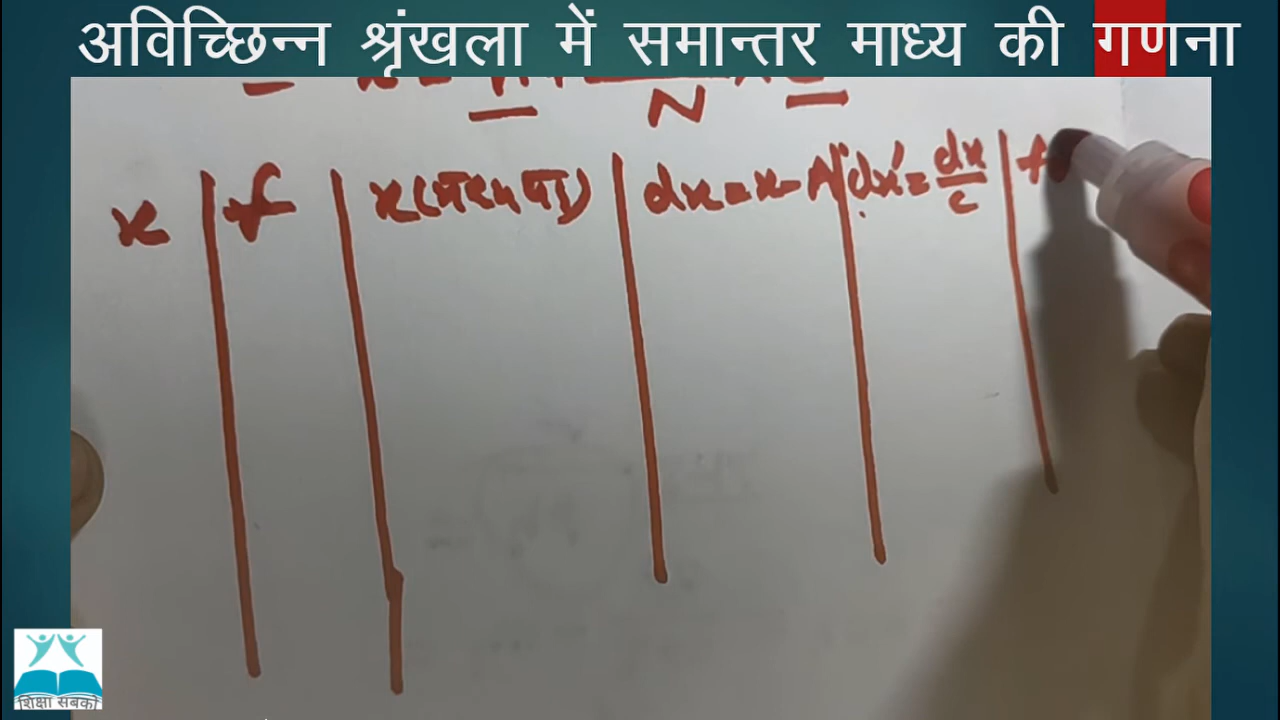 अविच्छिन्न श्रृंखला में समान्तर माध्य की गणना
N
x f x(मध्य dx=x-A dx'=dx/c f
शिक्षा सबको